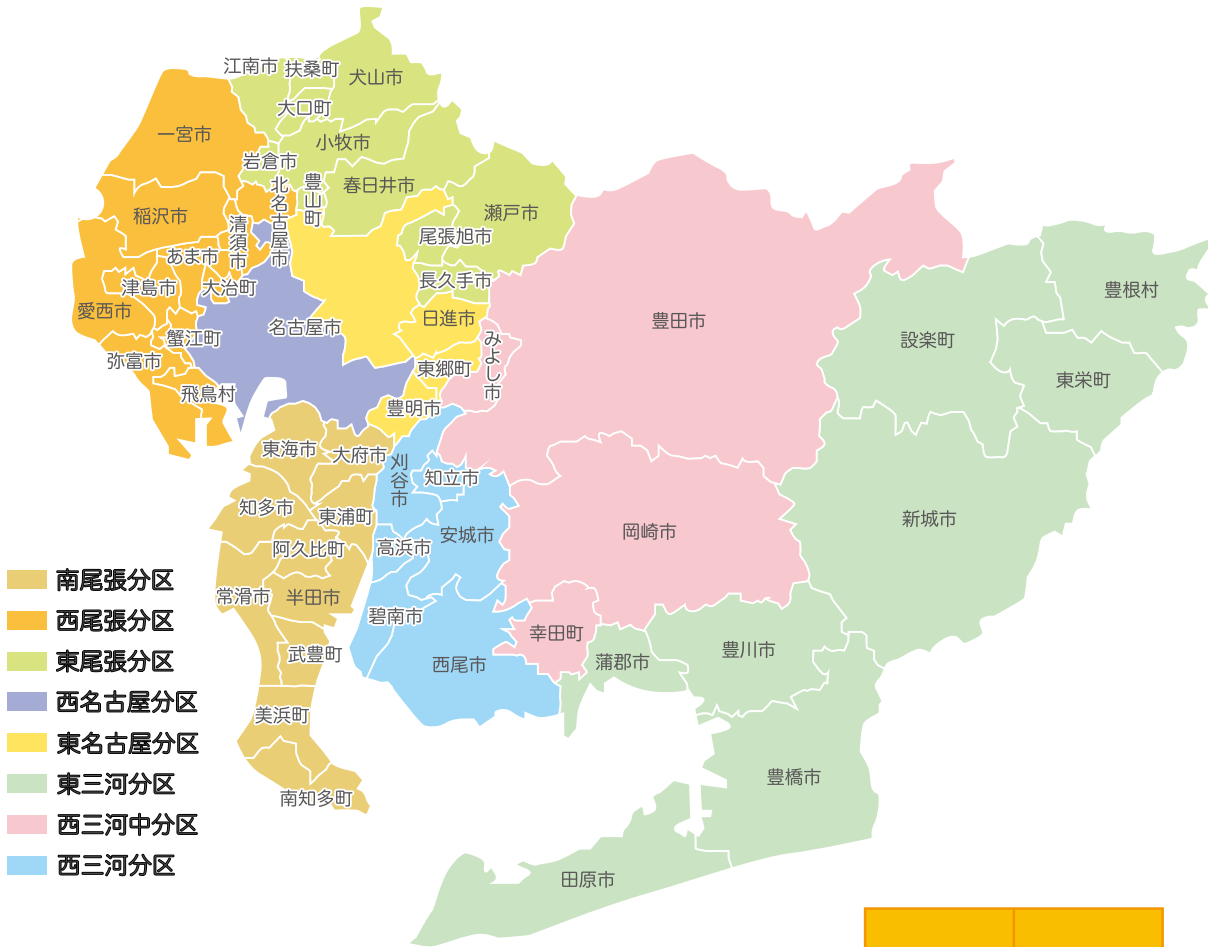 江南市
扶桑町
犬山市
大口町
一宮市
小牧市
岩倉市
北名古屋市
豊山町
春日井市
稲沢市
清須市
瀬戸市
尾張旭市
あま市
津島市
大治町
長久手市
愛西市
日進市
名古屋市
蟹江町
みよし市
豊田市
豊根村
設楽町
弥富市
東郷町
東栄町
飛島村
豊明市
東海市
大府市
刈谷市
知立市
知多市
東浦町
安城市
岡崎市
新城市
阿久比町
高浜市
常滑市
半田市
碧南市
幸田町
武豊町
西尾市
蒲郡市
豊川市
美浜町
豊橋市
南知多町
田原市
南尾張分区
西尾張分区
東尾張分区
西名古屋分区
東名古屋分区
東三河分区
西三河中分区
西三河分区